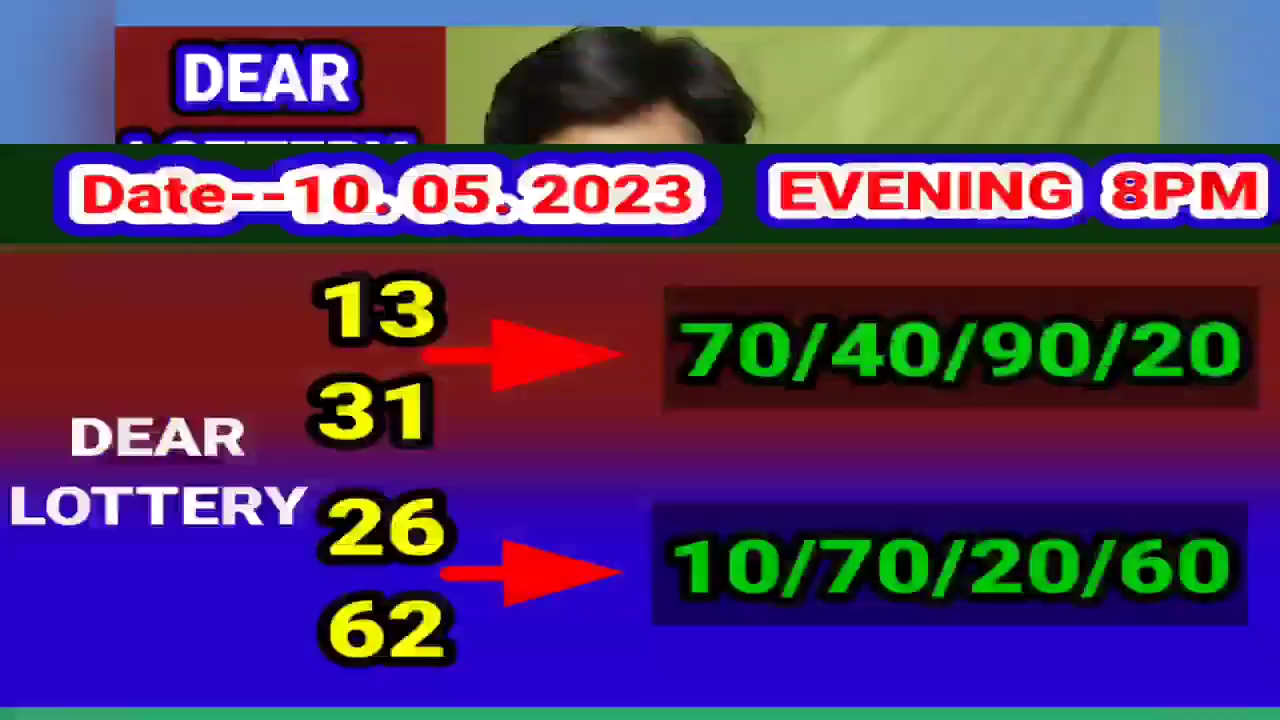 DEAR
LOTTERY
Date--10.05.2023 EVENING 8PM
13
31
70/40/90/20
DEAR
LOTTERY
26
62
10/70/20/60